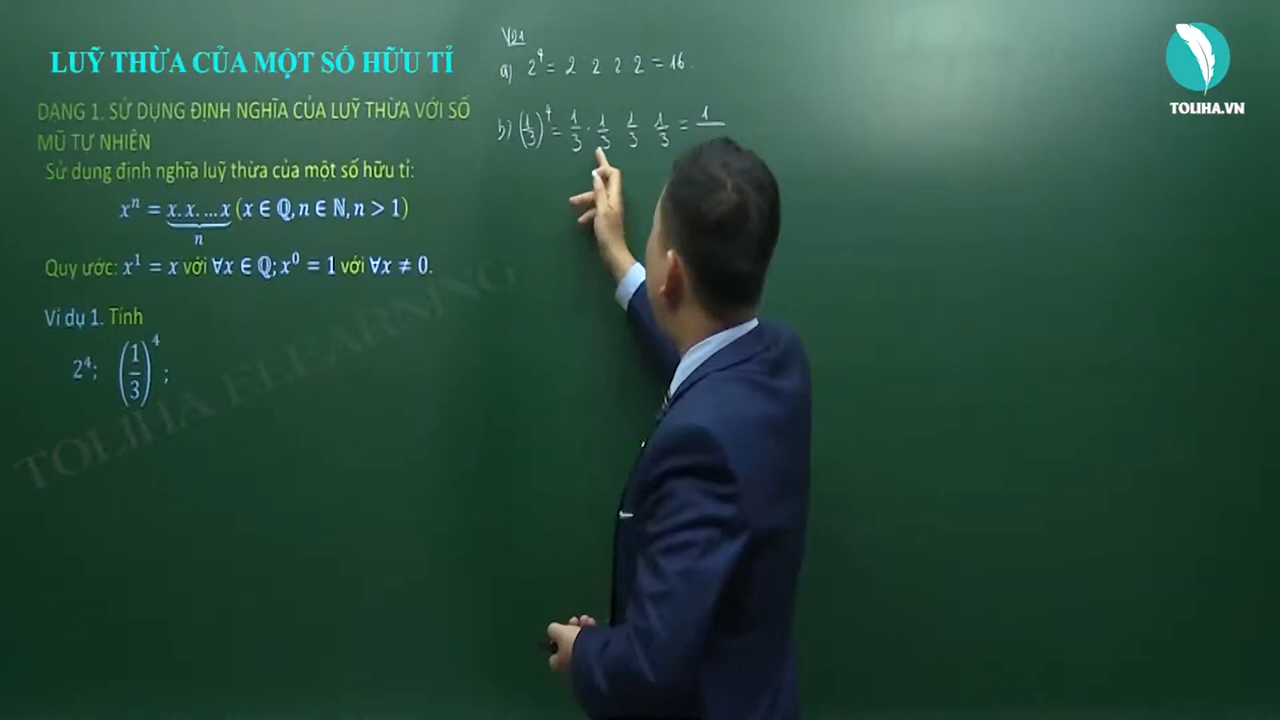 LUỸ THỪA CỦA MỘT SỐ HỮU TỈ
DẠNG 1. SỬ DỤNG ĐỊNH NGHĨA CỦA LUỸ THỪA VỚI SỐ
MŨ TỰ NHIÊN
Sử dụng định nghĩa luỹ thừa của một số hữu tỉ:
xⁿ = x.x....x (x ∈ ℚ, n ∈ ℕ, n > 1)
n
Quy ước: x¹ = x với ∀x ∈ ℚ; x⁰ = 1 với ∀x ≠ 0.
Ví dụ 1. Tính
2⁴; (1/3)⁴;
Vd1
a) 2⁴ = 2 2 2 2 = 16.
b) (1/3)⁴ = 1/3 . 1/3 1/3 1/3 = 1/
TOLIHA.VN
TOLIHA ELLARNING